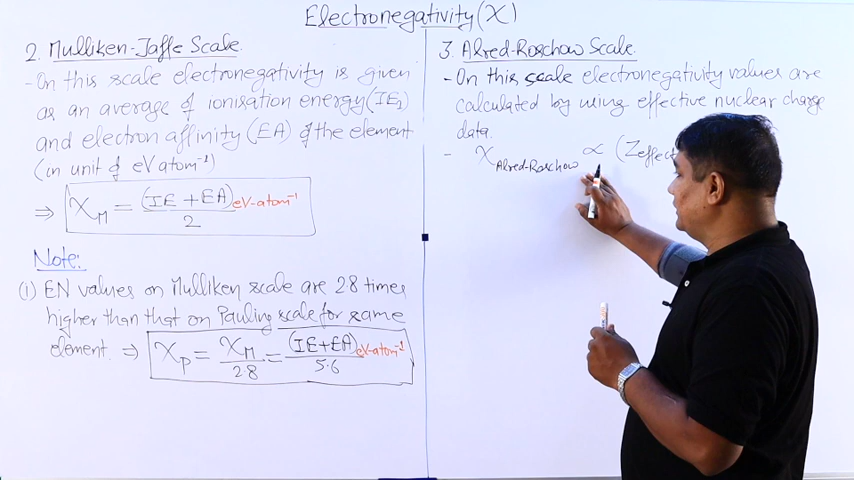 Electronegativity (X)
2. Mulliken-Jaffe Scale.
- On this scale electronegativity is given
as an average of ionisation energy (IE₁)
and electron affinity (EA) of the element
(in unit of eV atom⁻¹)
⇒ X_M = (IE + EA) eV-atom⁻¹ / 2
Note:
(1) EN values on Mulliken scale are 2.8 times
higher than that on Pauling scale for same
element. ⇒ X_P = X_M / 2.8 = (IE+EA) eV-atom⁻¹ / 5.6
3. Alred-Roschow Scale.
- On this scale electronegativity values are
calculated by using effective nuclear charge
data.
- X Alred-Roschow ∝ (Zeffect